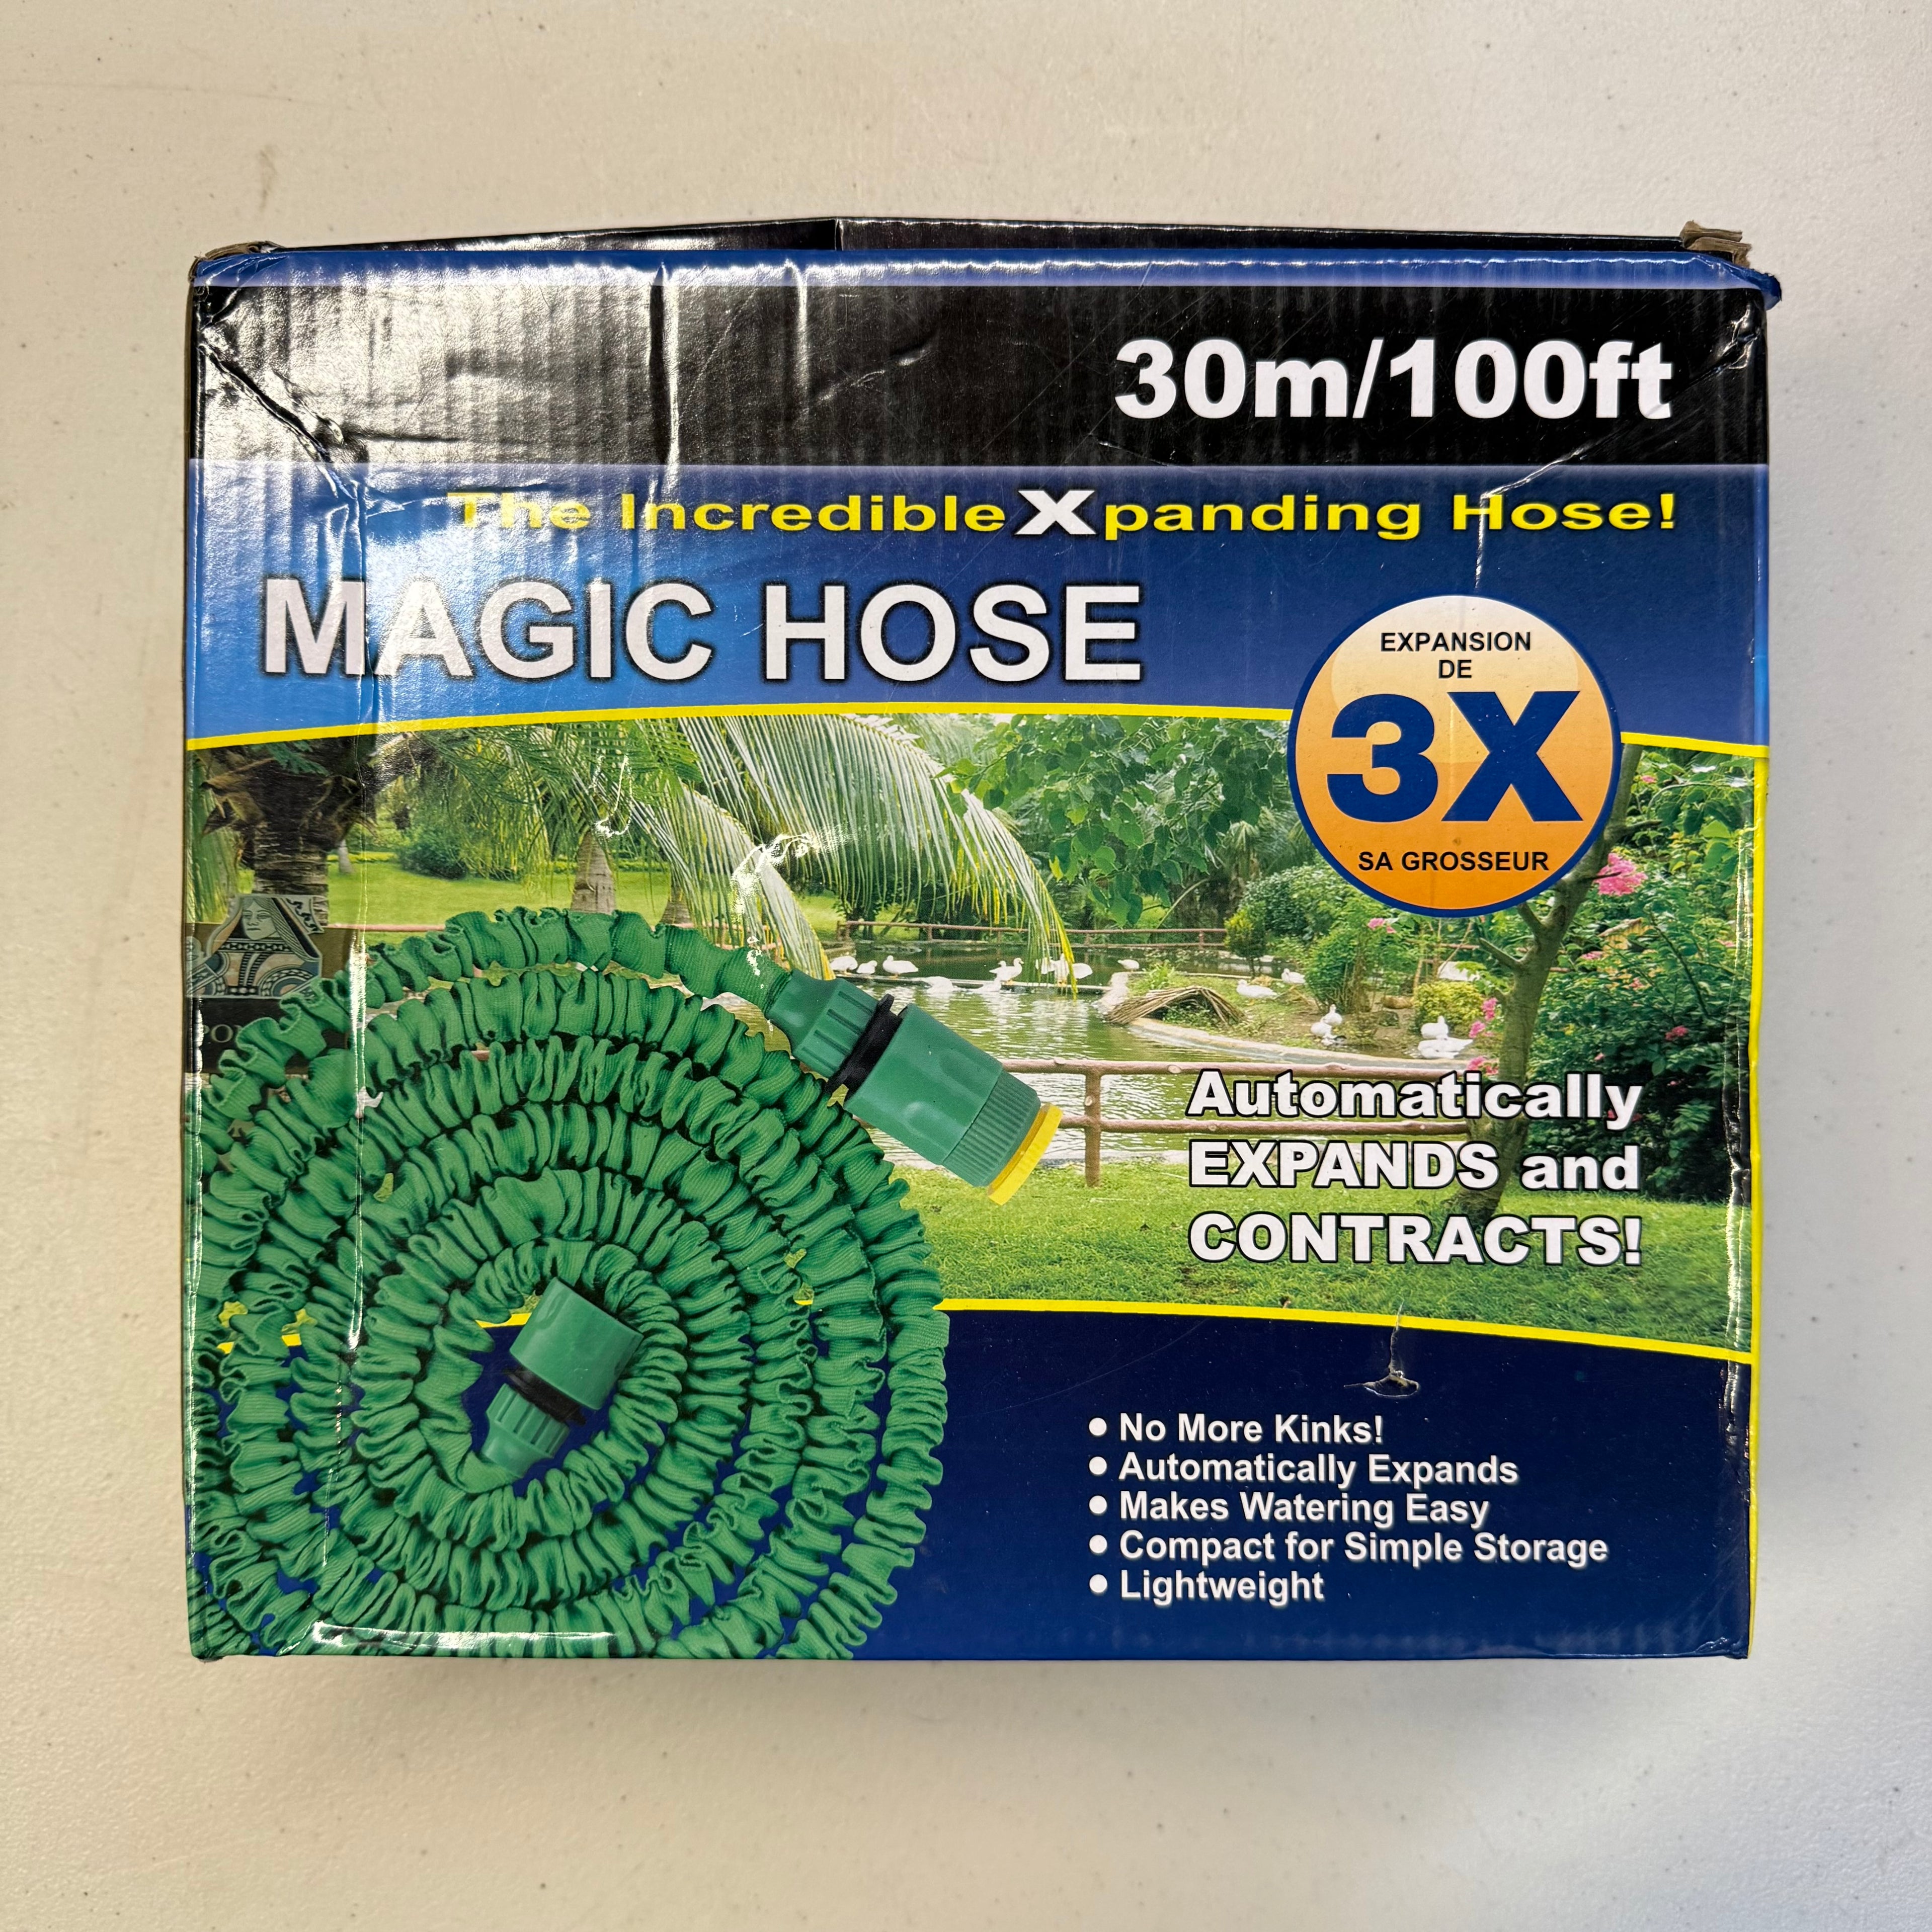 30m/100ft
The Incredible Xpanding Hose!
MAGIC HOSE
EXPANSION
DE
3X
SA GROSSEUR
Automatically
EXPANDS and
CONTRACTS!
• No More Kinks!
• Automatically Expands
• Makes Watering Easy
• Compact for Simple Storage
• Lightweight